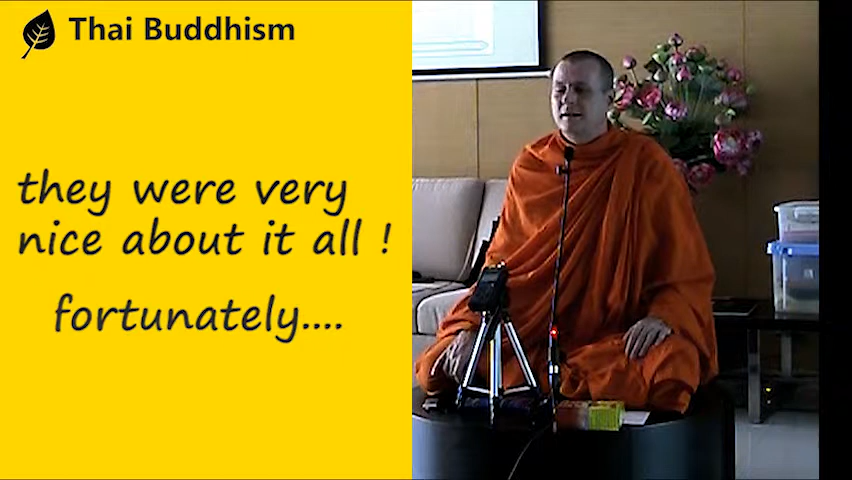 Thai Buddhism
they were very
nice about it all !
fortunately....